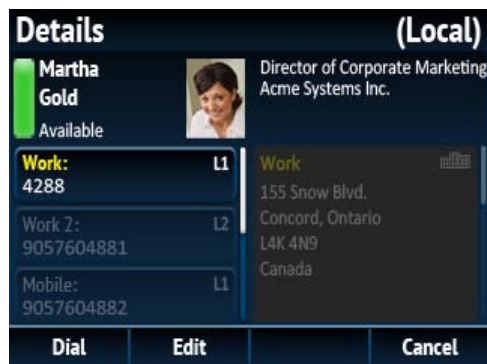 Details (Local)
Martha
Gold
Available
Director of Corporate Marketing
Acme Systems Inc.
Work: L1
4288
Work 2: L2
9057604881
Mobile: L1
9057604882
Work
155 Snow Blvd.
Concord, Ontario
L4K 4N9
Canada
Dial Edit Cancel